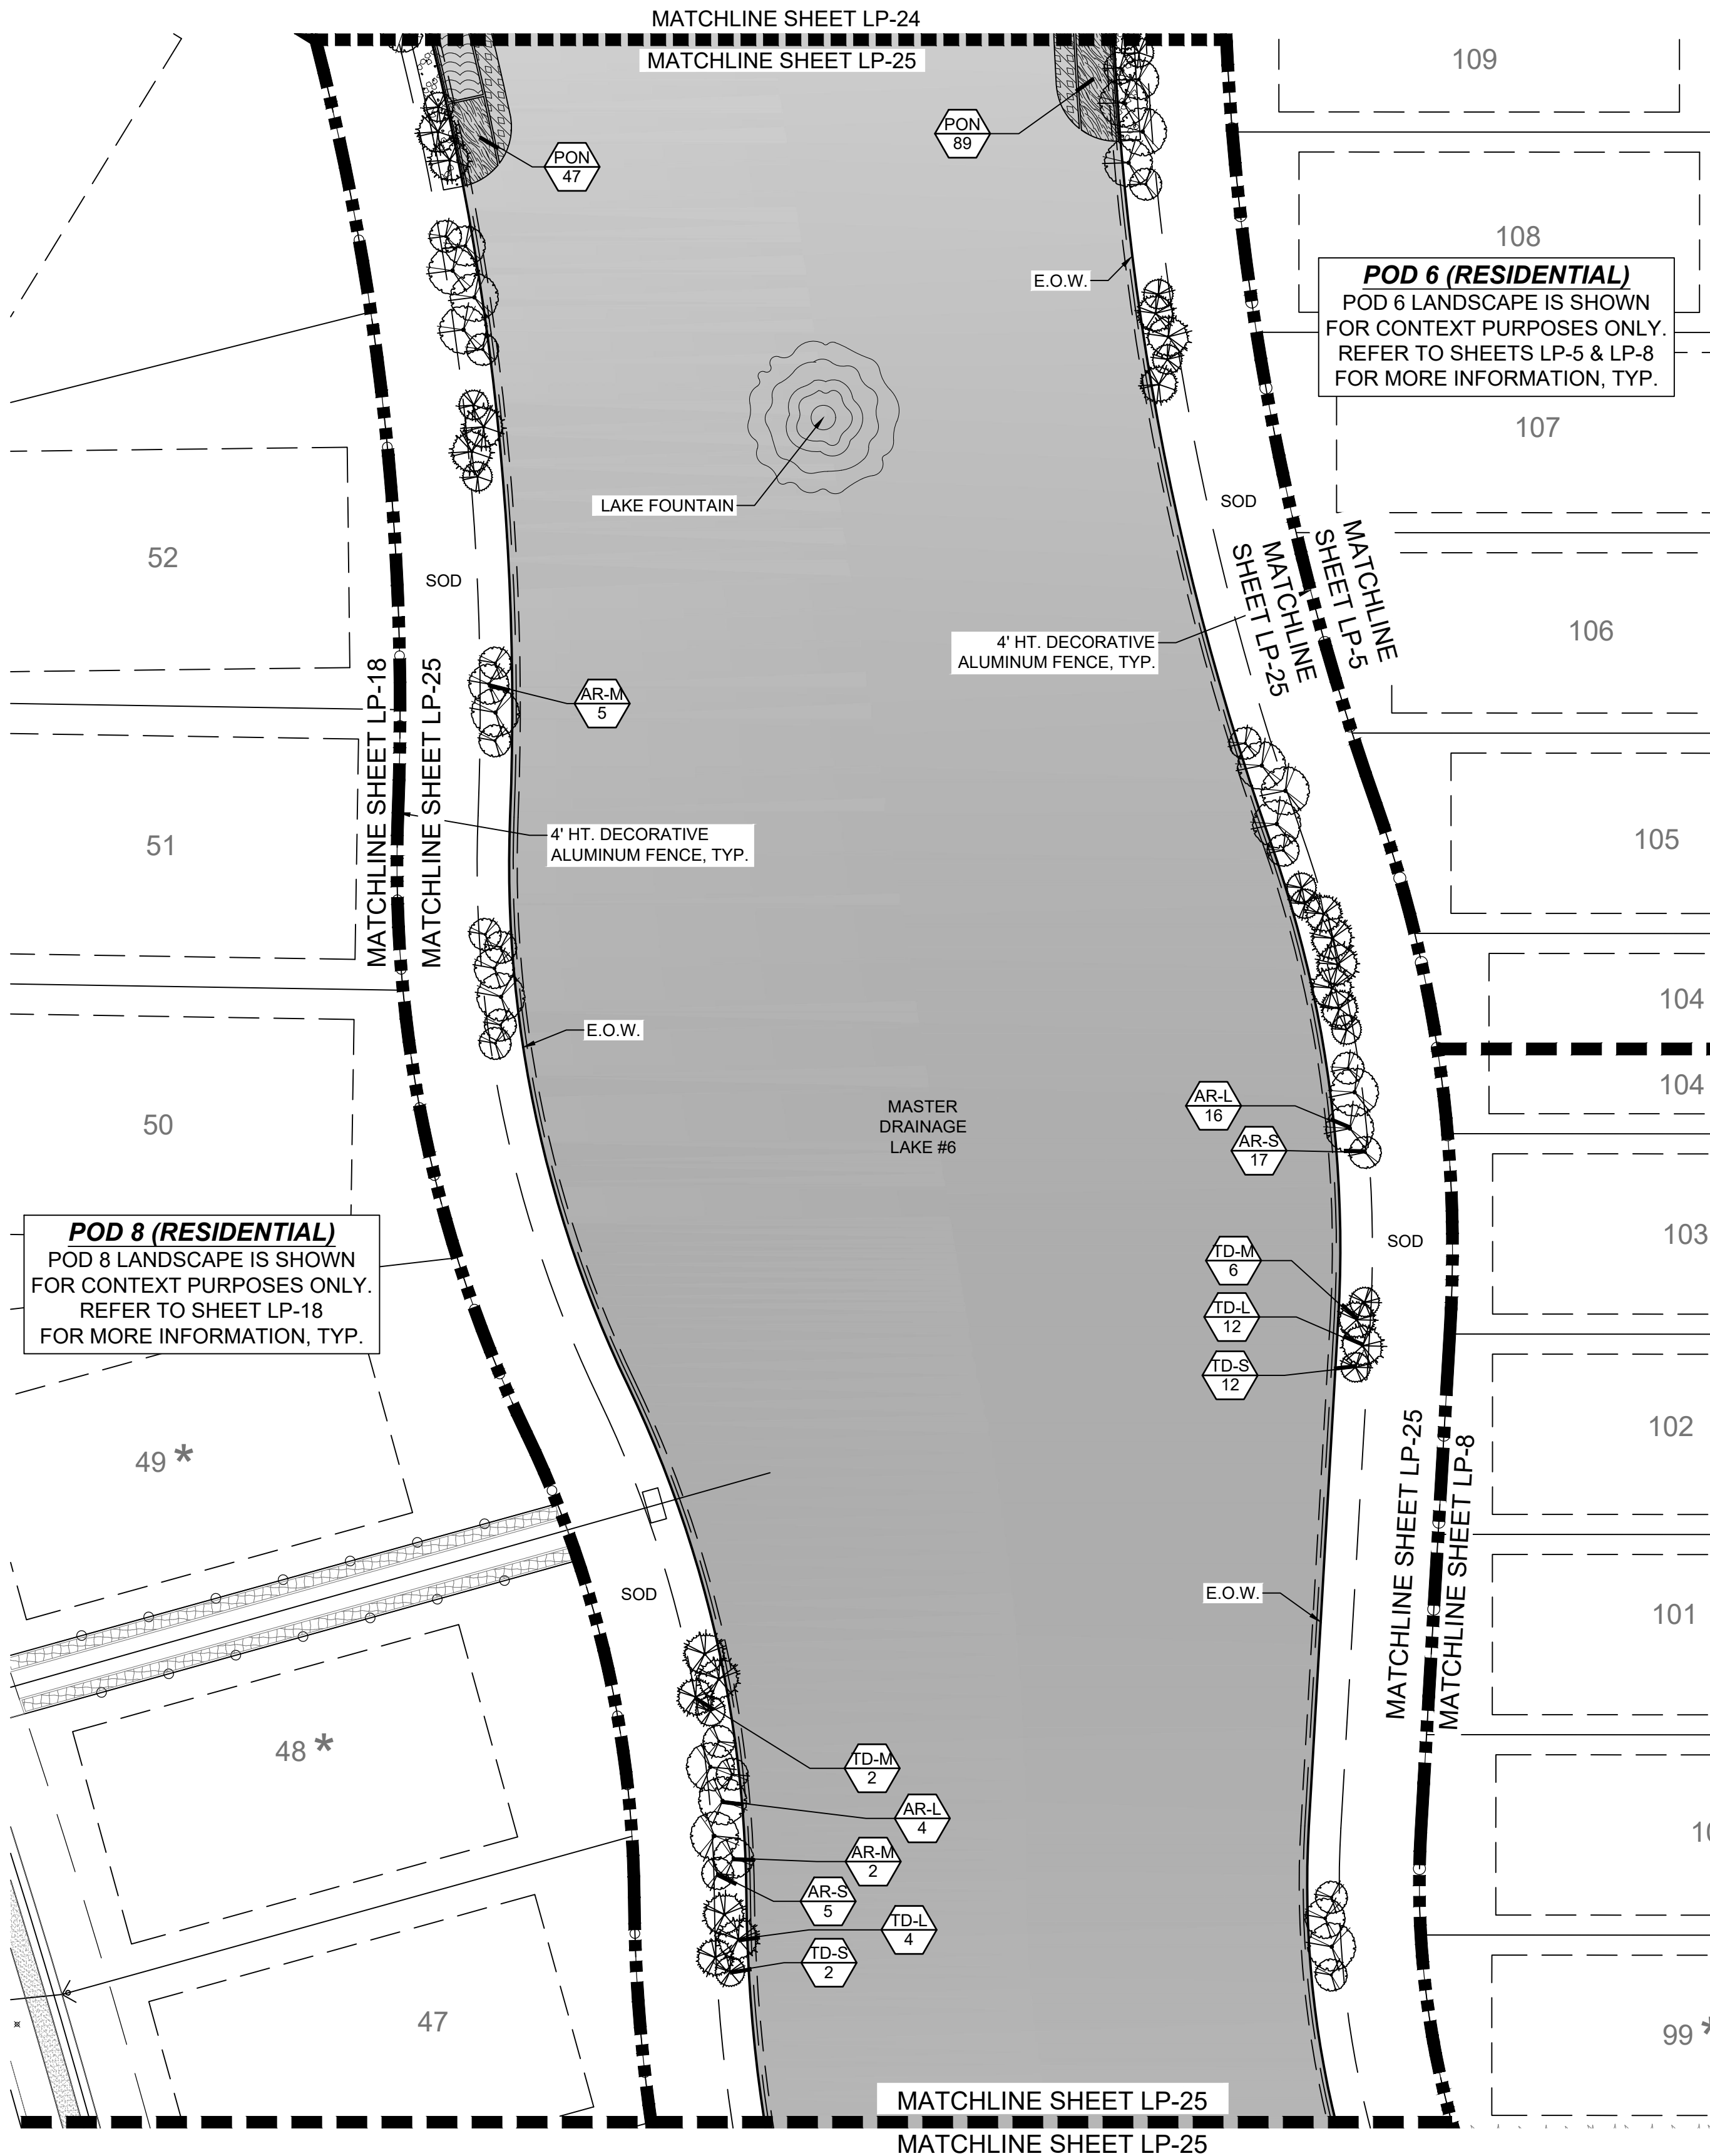 MATCHLINE SHEET LP-24
MATCHLINE SHEET LP-25
109
PON
89
PON
47
108
E.O.W.
POD 6 (RESIDENTIAL)
POD 6 LANDSCAPE IS SHOWN
FOR CONTEXT PURPOSES ONLY.
REFER TO SHEETS LP-5 & LP-8
FOR MORE INFORMATION, TYP.
107
LAKE FOUNTAIN
SOD
52
SOD
MATCHLINE
SHEET LP-5
MATCHLINE
SHEET LP-25
106
4' HT. DECORATIVE
ALUMINUM FENCE, TYP.
AR-M
5
MATCHLINE SHEET LP-18
MATCHLINE SHEET LP-25
51
4' HT. DECORATIVE
ALUMINUM FENCE, TYP.
105
104
E.O.W.
104
50
MASTER
DRAINAGE
LAKE #6
AR-L
16
AR-S
17
POD 8 (RESIDENTIAL)
POD 8 LANDSCAPE IS SHOWN
FOR CONTEXT PURPOSES ONLY.
REFER TO SHEET LP-18
FOR MORE INFORMATION, TYP.
SOD
103
TD-M
6
TD-L
12
TD-S
12
102
49 *
MATCHLINE SHEET LP-25
MATCHLINE SHEET LP-8
SOD
E.O.W.
101
48 *
TD-M
2
AR-L
4
AR-M
2
AR-S
5
TD-L
4
TD-S
2
47
99 *
MATCHLINE SHEET LP-25
MATCHLINE SHEET LP-25